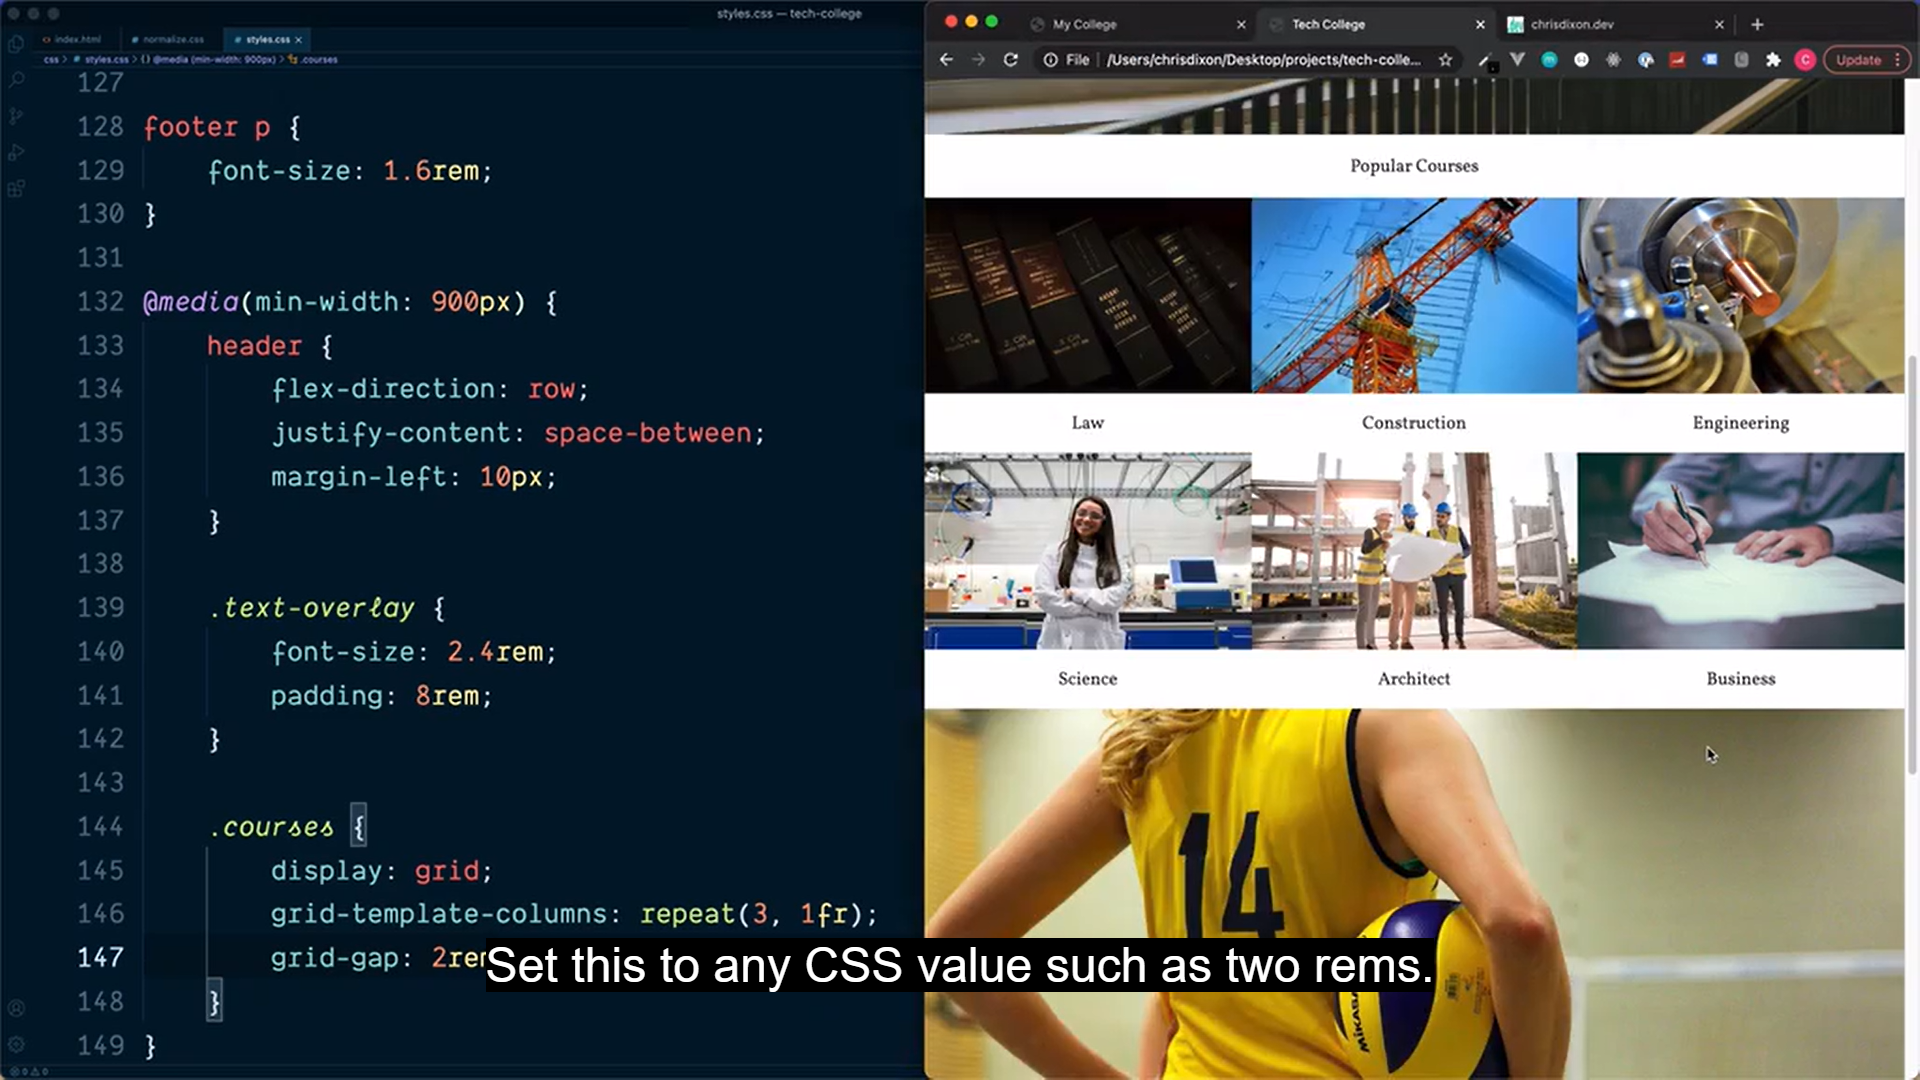 styles.css — tech-college
index.html
normalize.css
styles.css
css > styles.css > {} @media (min-width: 900px) > .courses
127
128 footer p {
129 font-size: 1.6rem;
130 }
131
132 @media(min-width: 900px) {
133 header {
134 flex-direction: row;
135 justify-content: space-between;
136 margin-left: 10px;
137 }
138
139 .text-overlay {
140 font-size: 2.4rem;
141 padding: 8rem;
142 }
143
144 .courses {
145 display: grid;
146 grid-template-columns: repeat(3, 1fr);
147 grid-gap: 2rem
148 }
149 }
My College
Tech College
chrisdixon.dev
File /Users/chrisdixon/Desktop/projects/tech-colle...
C
Update
Popular Courses
Law
Construction
Engineering
Science
Architect
Business
14
MIKASA
Set this to any CSS value such as two rems.